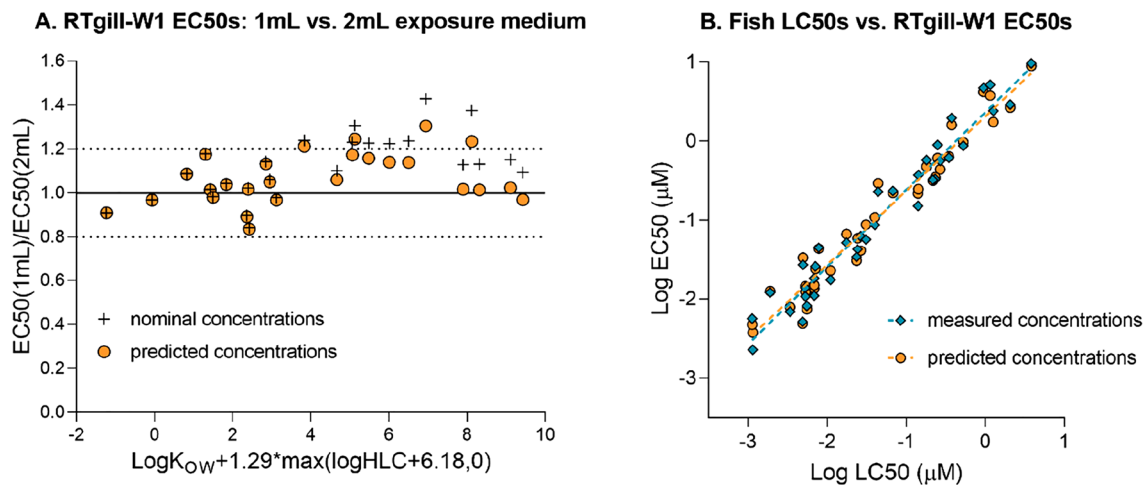 A. RTgill-W1 EC50s: 1mL vs. 2mL exposure medium
EC50(1mL)/EC50(2mL)
1.6
1.4
1.2
1.0
0.8
0.6
0.4
0.2
0.0
nominal concentrations
predicted concentrations
-2 0 2 4 6 8 10
LogKOW+1.29*max(logHLC+6.18,0)
B. Fish LC50s vs. RTgill-W1 EC50s
Log EC50 (μM)
1
0
-1
-2
-3
measured concentrations
predicted concentrations
-3 -2 -1 0 1
Log LC50 (μM)